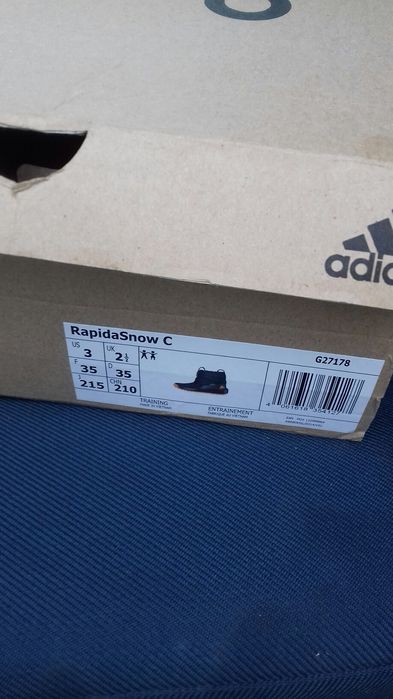 adidas
RapidaSnow C
G27178
US 3 UK 2½
F 35 D 35
J 215 CHN 210
TRAINING ENTRAINEMENT
MADE IN VIETNAM FABRIQUÉ AU VIETNAM